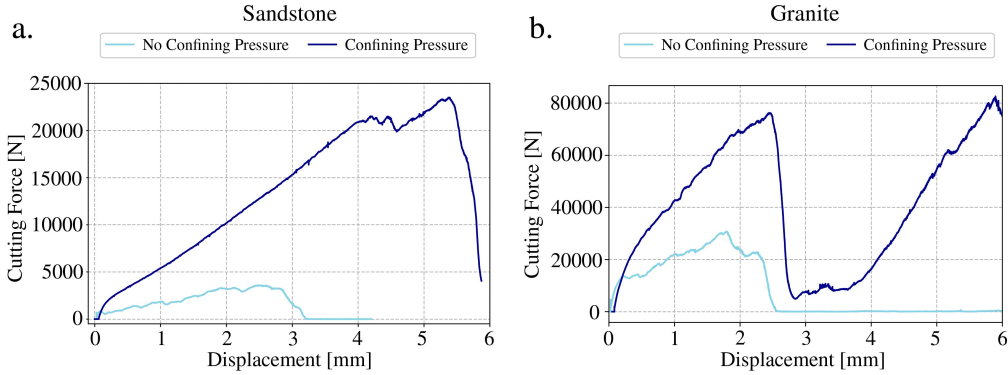 a.
Sandstone
No Confining Pressure
Confining Pressure
25000
20000
15000
10000
5000
0
Cutting Force [N]
0 1 2 3 4 5 6
Displacement [mm]
b.
Granite
No Confining Pressure
Confining Pressure
80000
60000
40000
20000
0
Cutting Force [N]
0 1 2 3 4 5 6
Displacement [mm]